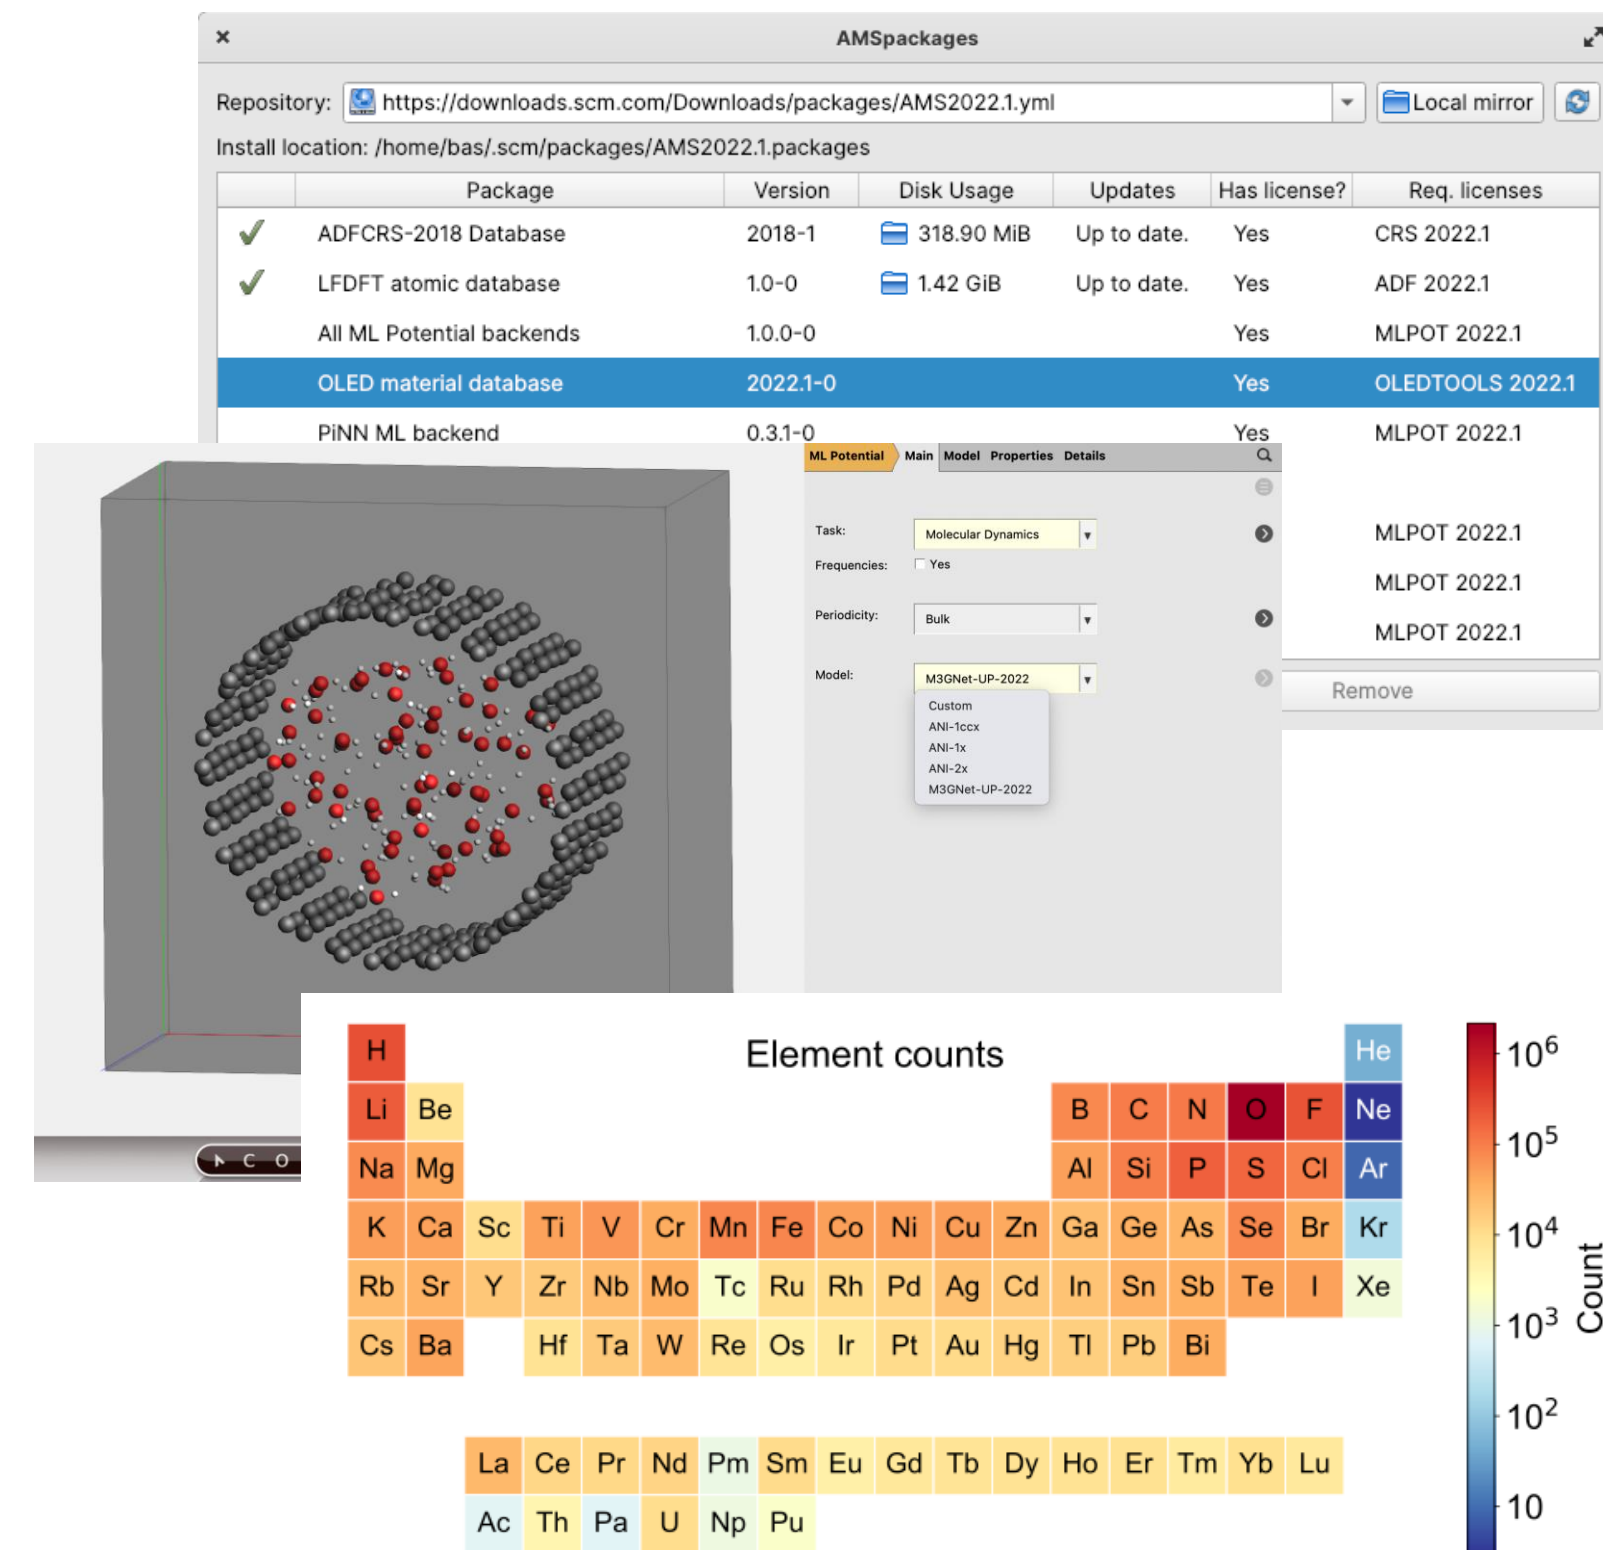 AMSpackages
Repository: https://downloads.scm.com/Downloads/packages/AMS2022.1.yml Local mirror
Install location: /home/bas/.scm/packages/AMS2022.1.packages
Package Version Disk Usage Updates Has license? Req. licenses
ADFCRS-2018 Database 2018-1 318.90 MiB Up to date. Yes CRS 2022.1
LFDFT atomic database 1.0-0 1.42 GiB Up to date. Yes ADF 2022.1
All ML Potential backends 1.0.0-0 Yes MLPOT 2022.1
OLED material database 2022.1-0 Yes OLEDTOOLS 2022.1
PiNN ML backend 0.3.1-0 Yes MLPOT 2022.1
MLPOT 2022.1
MLPOT 2022.1
MLPOT 2022.1
Remove
ML Potential Main Model Properties Details
Task: Molecular Dynamics
Frequencies: Yes
Periodicity: Bulk
Model: M3GNet-UP-2022
Custom
ANI-1ccx
ANI-1x
ANI-2x
M3GNet-UP-2022
C O
Element counts
H He
Li Be B C N O F Ne
Na Mg Al Si P S Cl Ar
K Ca Sc Ti V Cr Mn Fe Co Ni Cu Zn Ga Ge As Se Br Kr
Rb Sr Y Zr Nb Mo Tc Ru Rh Pd Ag Cd In Sn Sb Te I Xe
Cs Ba Hf Ta W Re Os Ir Pt Au Hg Tl Pb Bi
La Ce Pr Nd Pm Sm Eu Gd Tb Dy Ho Er Tm Yb Lu
Ac Th Pa U Np Pu
10⁶
10⁵
10⁴
10³
10²
10
Count